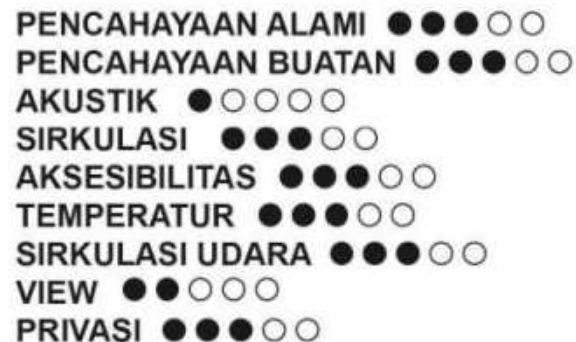 PENCAHAYAAN ALAMI ●●●○○
PENCAHAYAAN BUATAN ●●●○○
AKUSTIK ●○○○○
SIRKULASI ●●●○○
AKSESIBILITAS ●●●○○
TEMPERATUR ●●●○○
SIRKULASI UDARA ●●●○○
VIEW ●●○○○
PRIVASI ●●●○○